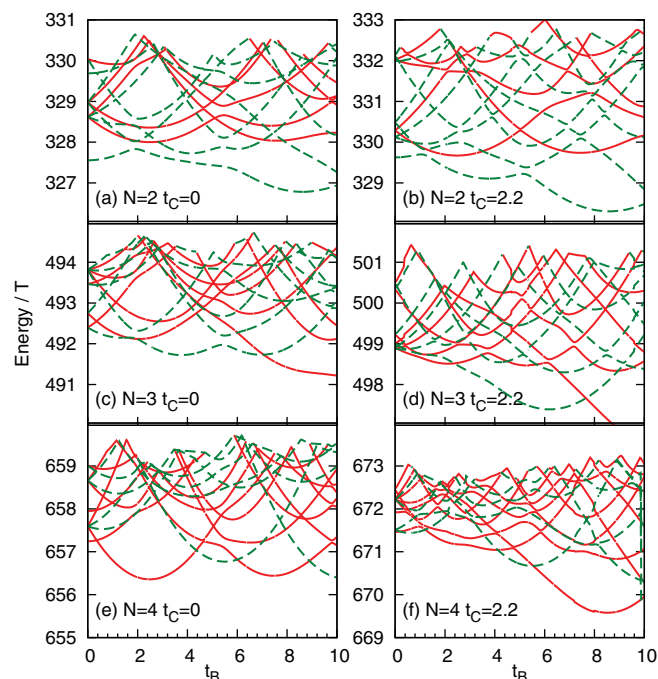 331
330
329
328
327
(a) N=2 t_C=0
333
332
331
330
329
(b) N=2 t_C=2.2
Energy / T
494
493
492
491
(c) N=3 t_C=0
501
500
499
498
(d) N=3 t_C=2.2
659
658
657
656
655
(e) N=4 t_C=0
673
672
671
670
669
(f) N=4 t_C=2.2
0 2 4 6 8 10
0 2 4 6 8 10
t_B
t_B